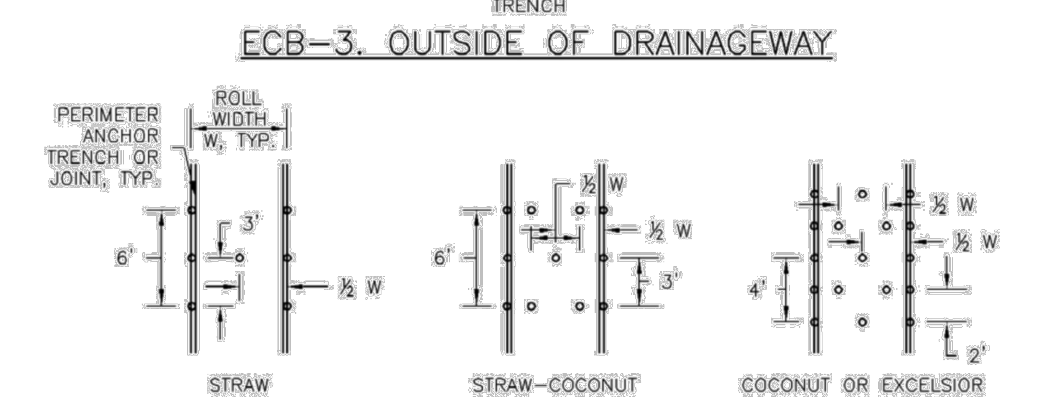 TRENCH
ECB-3. OUTSIDE OF DRAINAGEWAY
PERIMETER
ANCHOR
TRENCH OR
JOINT, TYP.
ROLL
WIDTH
W, TYP.
6'
3'
½ W
STRAW
½ W
½ W
6'
3'
STRAW-COCONUT
½ W
½ W
4'
2'
COCONUT OR EXCELSIOR